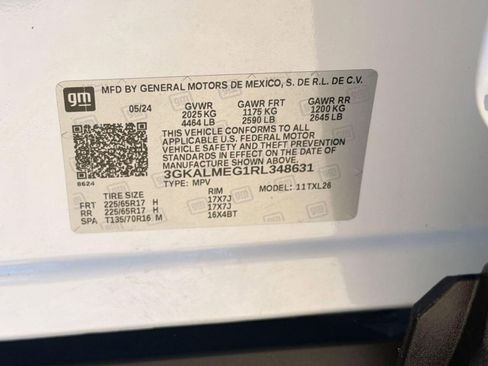 gm
MFD BY GENERAL MOTORS DE MEXICO, S. DE R.L. DE C.V.
05/24 GVWR GAWR FRT GAWR RR
2025 KG 1175 KG 1200 KG
4464 LB 2590 LB 2645 LB
THIS VEHICLE CONFORMS TO ALL
APPLICABLE U.S. FEDERAL MOTOR
VEHICLE SAFETY AND THEFT PREVENTION
STANDARDS IN EFFECT ON THE DATE OF
MANUFACTURE SHOWN ABOVE.
3GKALMEG1RL348631
8624
TYPE: MPV MODEL: 11TXL26
TIRE SIZE RIM
FRT 225/65R17 H 17X7J
RR 225/65R17 H 17X7J
SPA T135/70R16 M 16X4BT